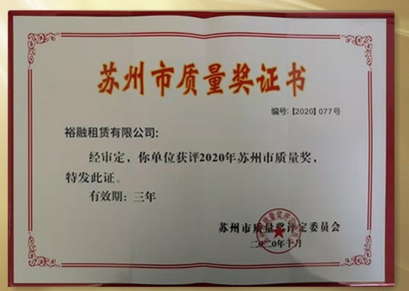 苏州市质量奖证书
编号:【2020】077号
裕融租赁有限公司:
经审定，你单位获评2020年苏州市质量奖，
特发此证。
有效期：三年
苏州市质量奖评定委员会
二〇二〇年十月